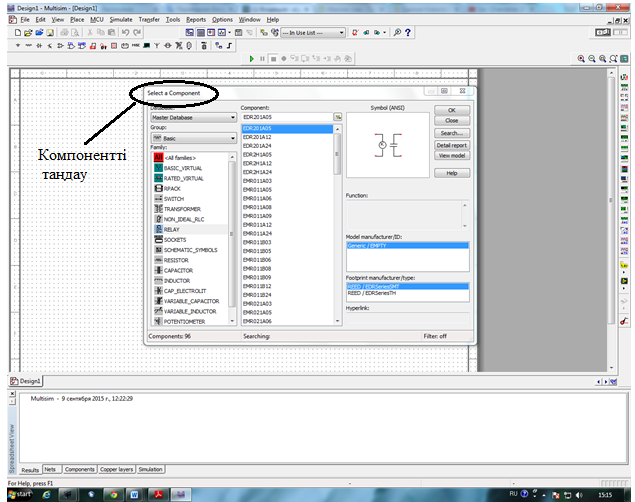 Design1 - Multisim - [Design1]
File Edit View Place MCU Simulate Transfer Tools Reports Options Window Help
--- In Use List ---
Select a Component
Database:
Master Database
Group:
Basic
Family:
<All families>
BASIC_VIRTUAL
RATED_VIRTUAL
RPACK
SWITCH
TRANSFORMER
NON_IDEAL_RLC
RELAY
SOCKETS
SCHEMATIC_SYMBOLS
RESISTOR
CAPACITOR
INDUCTOR
CAP_ELECTROLIT
VARIABLE_CAPACITOR
VARIABLE_INDUCTOR
POTENTIOMETER
Component:
EDR201A05
EDR201A05
EDR201A12
EDR201A24
EDR2H1A05
EDR2H1A12
EDR2H1A24
EMR011A03
EMR011A05
EMR011A06
EMR011A09
EMR011A12
EMR011A24
EMR011B03
EMR011B05
EMR011B06
EMR011B08
EMR011B09
EMR011B12
EMR011B24
EMR021A03
EMR021A05
EMR021A06
Symbol (ANSI)
Function:
Model manufacturer/ID:
Generic / EMPTY
Footprint manufacturer/type:
REED / EDRSeriesSMT
REED / EDRSeriesTH
Hyperlink:
OK
Close
Search...
Detail report
View model
Help
Components: 96 Searching: Filter: off
Компонентті
таңдау
Design1
Multisim - 9 сентября 2015 г., 12:22:29
Spreadsheet View
Results Nets Components Copper layers Simulation
For Help, press F1
start
RU
15:15